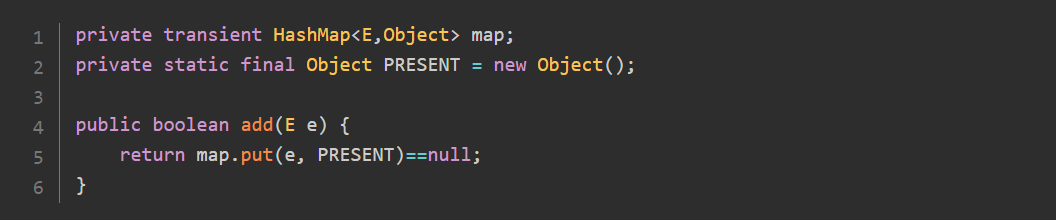 1 private transient HashMap<E,Object> map;
2 private static final Object PRESENT = new Object();
3
4 public boolean add(E e) {
5     return map.put(e, PRESENT)==null;
6 }